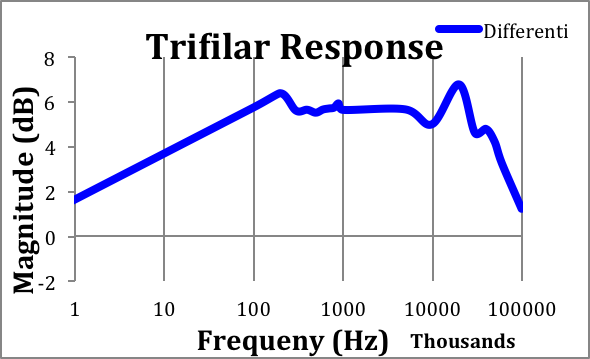 Trifilar Response
Differenti
Magnitude (dB)
8
6
4
2
0
-2
1
10
100
1000
10000
100000
Frequeny (Hz)
Thousands